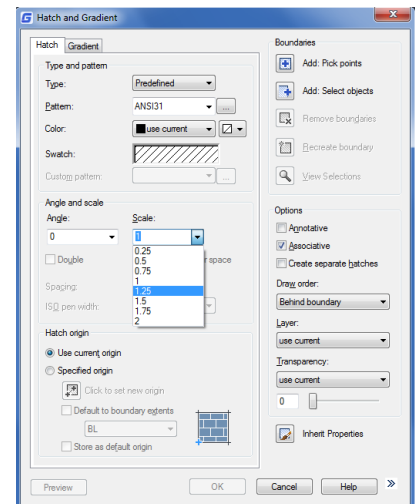 Hatch and Gradient
Hatch Gradient
Type and pattern
Type: Predefined
Pattern: ANSI31 ...
Color: use current
Swatch:
Custom pattern: ...
Angle and scale
Angle: Scale:
0 1
0.25
0.5
0.75
1
1.25
1.5
1.75
2
Double space
Spacing:
ISO pen width:
Hatch origin
Use current origin
Specified origin
Click to set new origin
Default to boundary extents
BL
Store as default origin
Boundaries
Add: Pick points
Add: Select objects
Remove boundaries
Recreate boundary
View Selections
Options
Annotative
Associative
Create separate hatches
Draw order:
Behind boundary
Layer:
use current
Transparency:
use current
0
Inherit Properties
Preview OK Cancel Help »